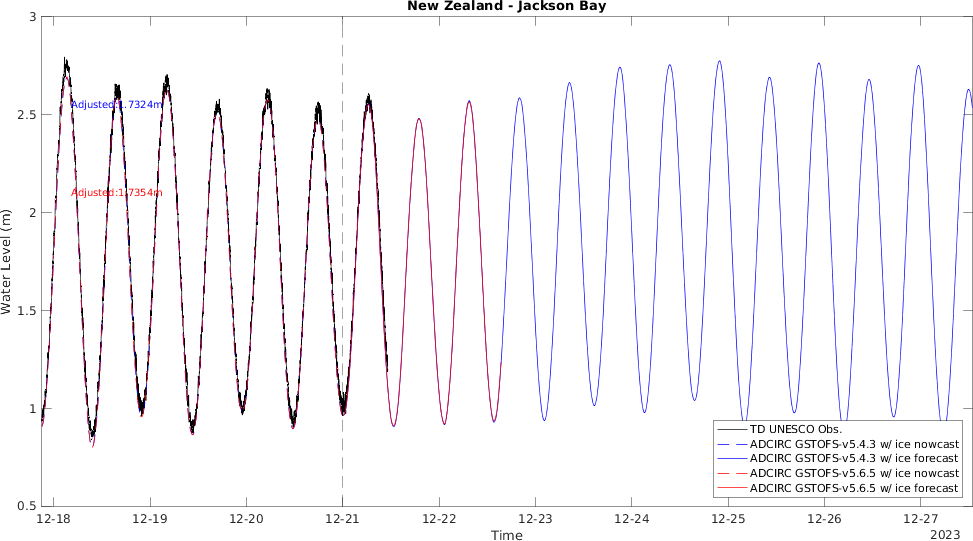 New Zealand - Jackson Bay
3
2.5
2
1.5
1
0.5
Water Level (m)
Adjusted:1.7324m
Adjusted:1.7354m
TD UNESCO Obs.
ADCIRC GSTOFS-v5.4.3 w/ ice nowcast
ADCIRC GSTOFS-v5.4.3 w/ ice forecast
ADCIRC GSTOFS-v5.6.5 w/ ice nowcast
ADCIRC GSTOFS-v5.6.5 w/ ice forecast
12-18 12-19 12-20 12-21 12-22 12-23 12-24 12-25 12-26 12-27
Time
2023